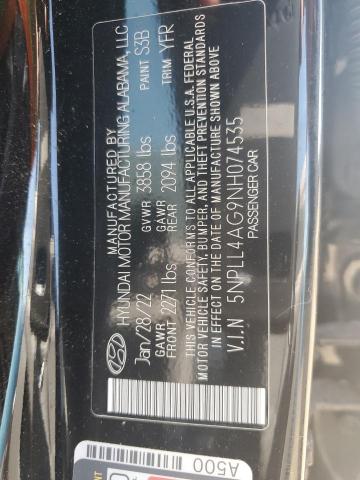 MANUFACTURED BY
HYUNDAI MOTOR MANUFACTURING ALABAMA, LLC
Jan/28/22 GVWR 3858 lbs PAINT S3B
GAWR FRONT 2271 lbs GAWR REAR 2094 lbs TRIM YFR
THIS VEHICLE CONFORMS TO ALL APPLICABLE U.S.A. FEDERAL
MOTOR VEHICLE SAFETY, BUMPER, AND THEFT PREVENTION STANDARDS
IN EFFECT ON THE DATE OF MANUFACTURE SHOWN ABOVE
V.I.N 5NPLL4AG9NH074535
PASSENGER CAR
A500